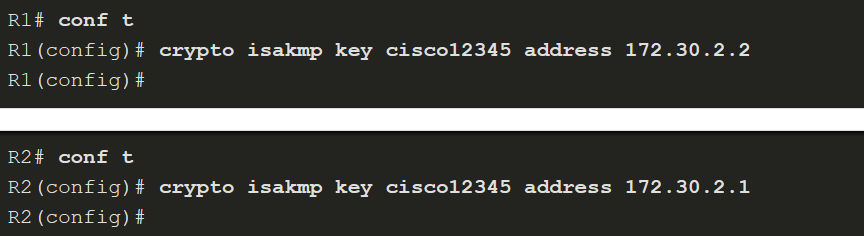 R1# conf t
R1(config)# crypto isakmp key cisco12345 address 172.30.2.2
R1(config)#
R2# conf t
R2(config)# crypto isakmp key cisco12345 address 172.30.2.1
R2(config)#